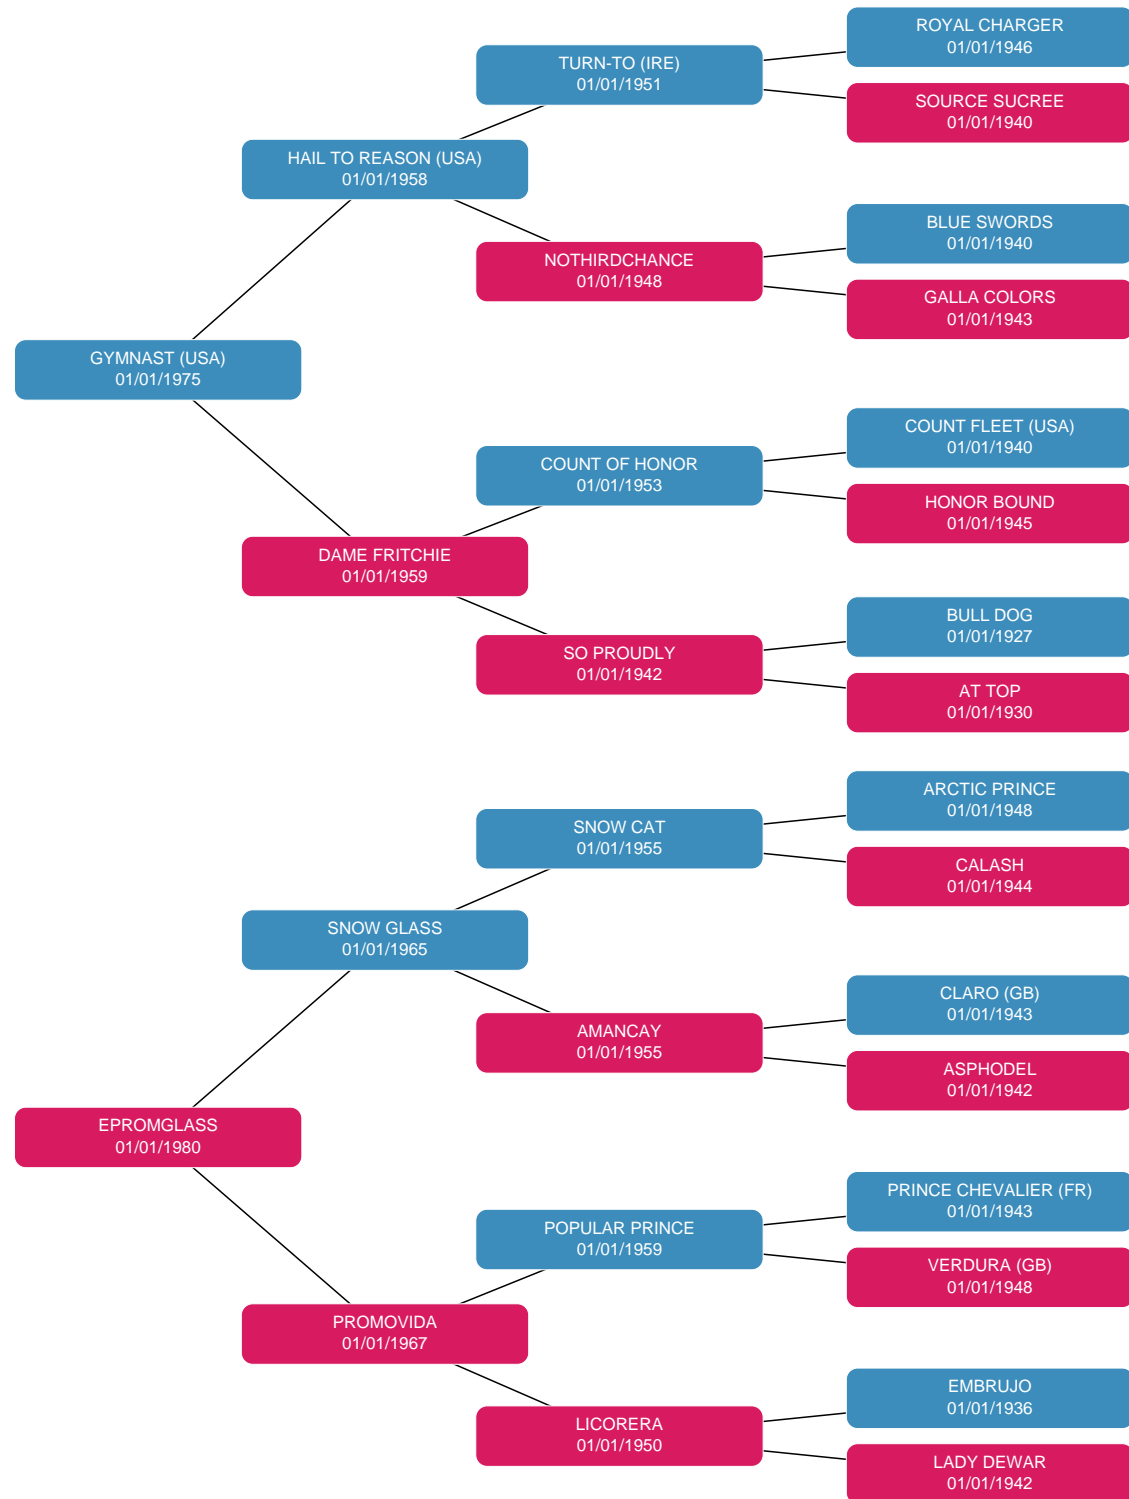 ROYAL CHARGER
01/01/1946
TURN-TO (IRE)
01/01/1951
SOURCE SUCREE
01/01/1940
HAIL TO REASON (USA)
01/01/1958
BLUE SWORDS
01/01/1940
NOTHIRDCHANCE
01/01/1948
GALLA COLORS
01/01/1943
GYMNAST (USA)
01/01/1975
COUNT FLEET (USA)
01/01/1940
COUNT OF HONOR
01/01/1953
HONOR BOUND
01/01/1945
DAME FRITCHIE
01/01/1959
BULL DOG
01/01/1927
SO PROUDLY
01/01/1942
AT TOP
01/01/1930
ARCTIC PRINCE
01/01/1948
SNOW CAT
01/01/1955
CALASH
01/01/1944
SNOW GLASS
01/01/1965
CLARO (GB)
01/01/1943
AMANCAY
01/01/1955
ASPHODEL
01/01/1942
EPROMGLASS
01/01/1980
PRINCE CHEVALIER (FR)
01/01/1943
POPULAR PRINCE
01/01/1959
VERDURA (GB)
01/01/1948
PROMOVIDA
01/01/1967
EMBRUJO
01/01/1936
LICORERA
01/01/1950
LADY DEWAR
01/01/1942